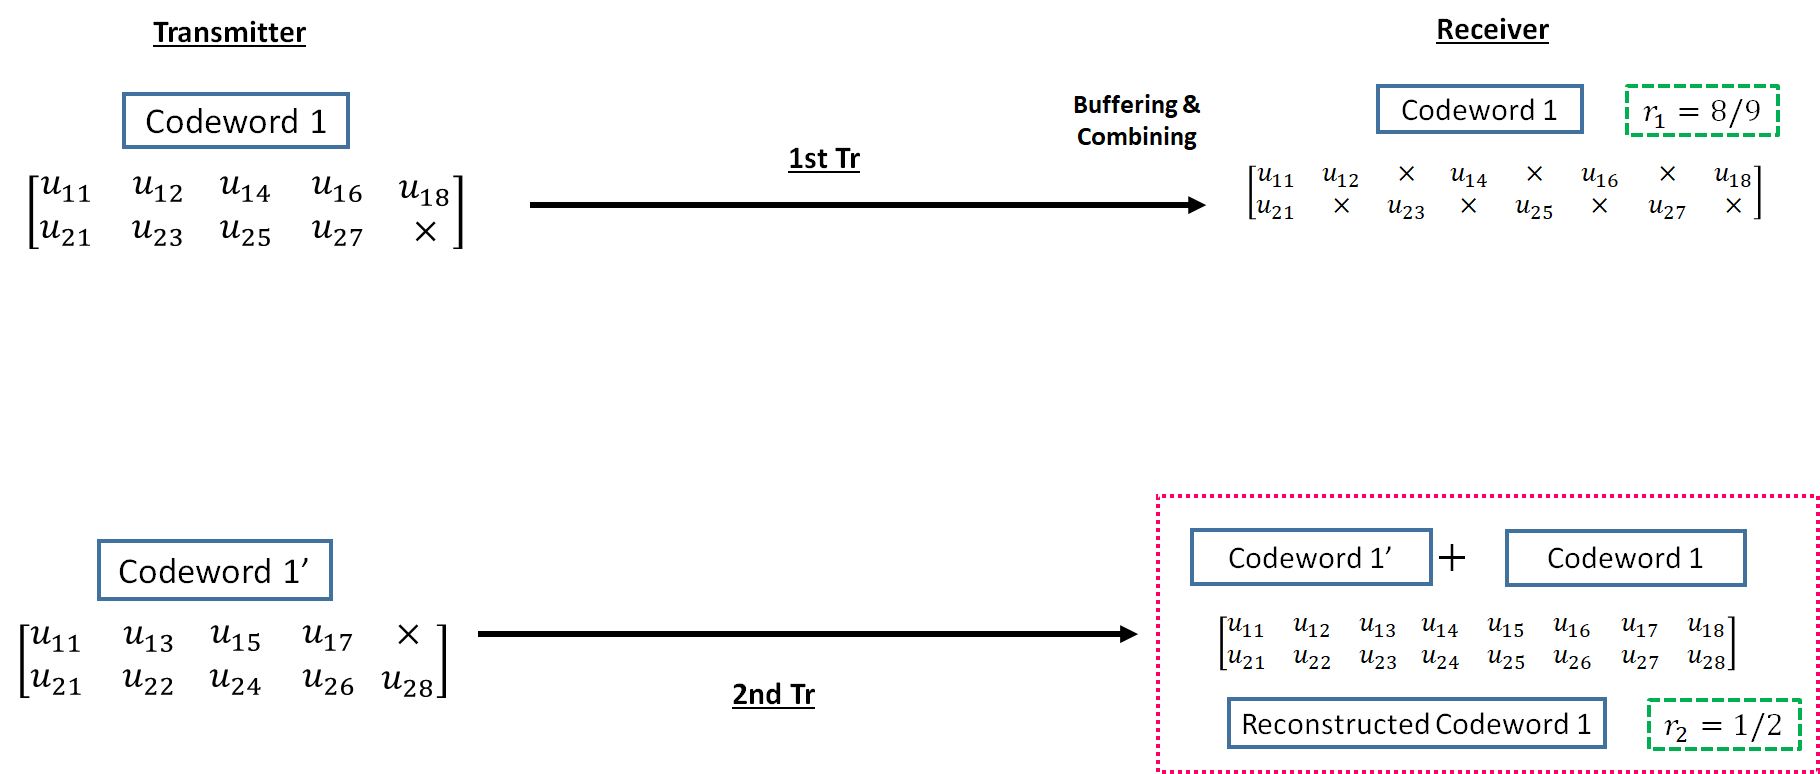 Transmitter
Receiver
Codeword 1
Buffering &
Combining
Codeword 1
r₁ = 8/9
1st Tr
[u₁₁ u₁₂ u₁₄ u₁₆ u₁₈
u₂₁ u₂₃ u₂₅ u₂₇ ×]
[u₁₁ u₁₂ × u₁₄ × u₁₆ × u₁₈
u₂₁ × u₂₃ × u₂₅ × u₂₇ ×]
Codeword 1’
[u₁₁ u₁₃ u₁₅ u₁₇ ×
u₂₁ u₂₂ u₂₄ u₂₆ u₂₈]
2nd Tr
Codeword 1’ + Codeword 1
[u₁₁ u₁₂ u₁₃ u₁₄ u₁₅ u₁₆ u₁₇ u₁₈
u₂₁ u₂₂ u₂₃ u₂₄ u₂₅ u₂₆ u₂₇ u₂₈]
Reconstructed Codeword 1
r₂ = 1/2